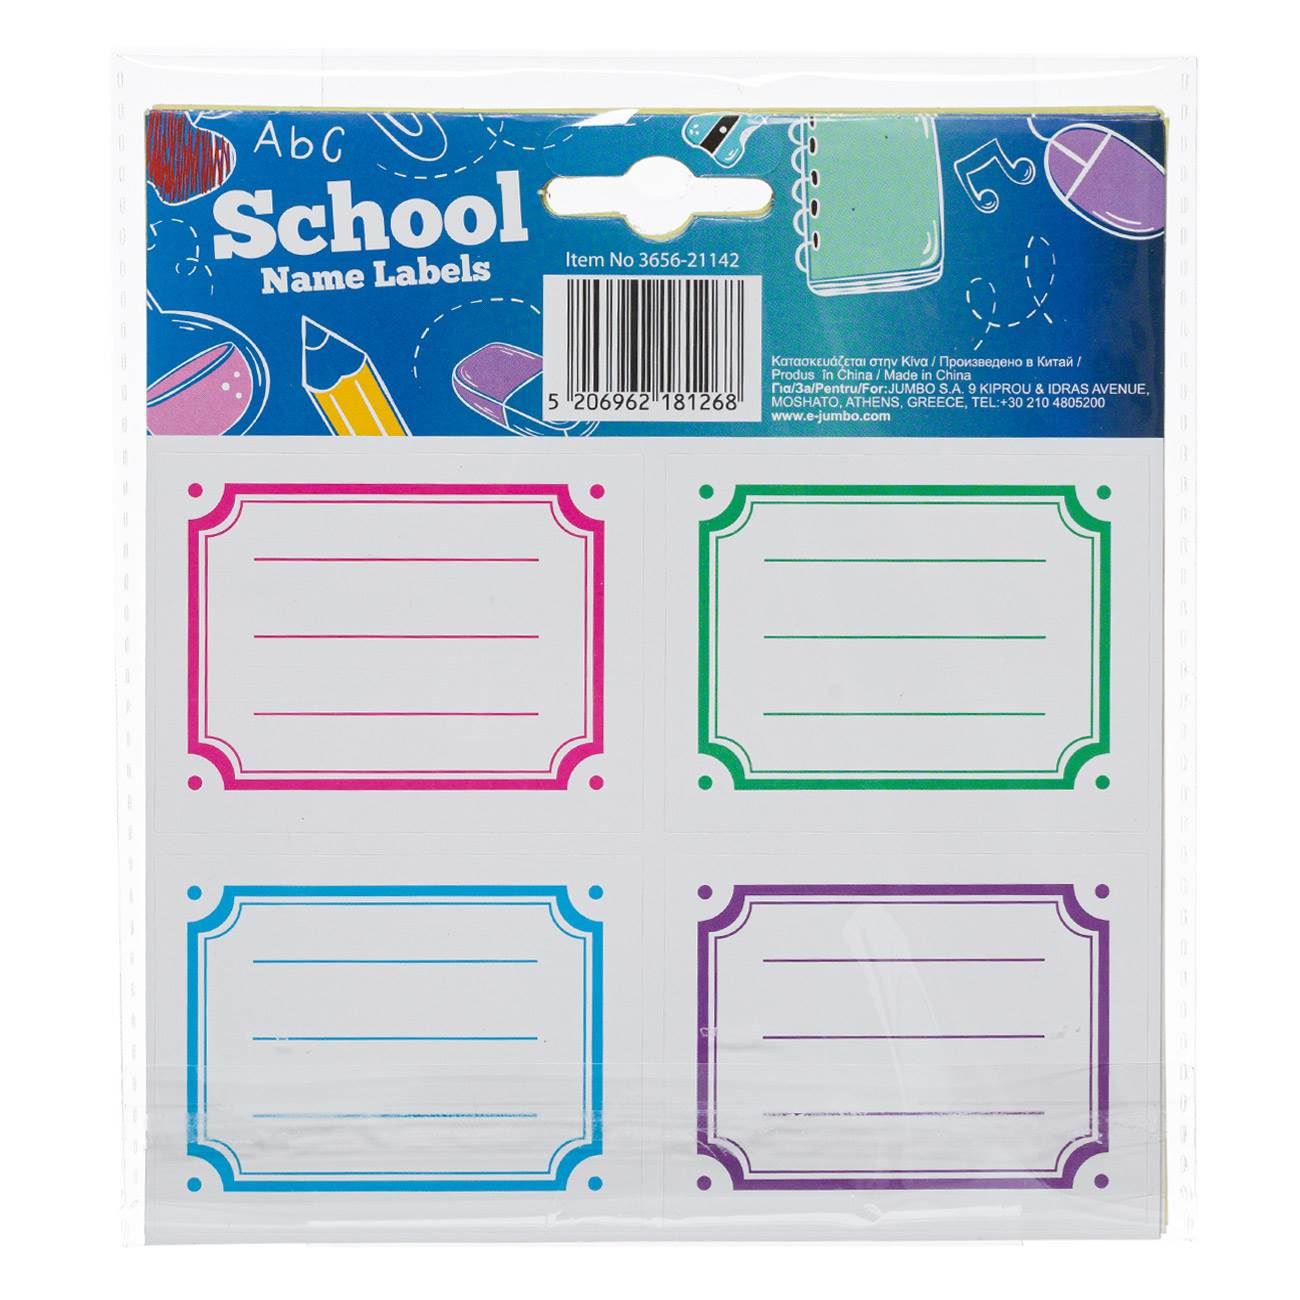 AbC
School
Name Labels
Item No 3656-21142
5 206962 181268
Κατασκευάζεται στην Κίνα / Произведено в Китай /
Produs în China / Made in China
Για/За/Pentru/For:JUMBO S.A. 9 KIPROU & IDRAS AVENUE,
MOSHATO, ATHENS, GREECE, TEL:+30 210 4805200
www.e-jumbo.com